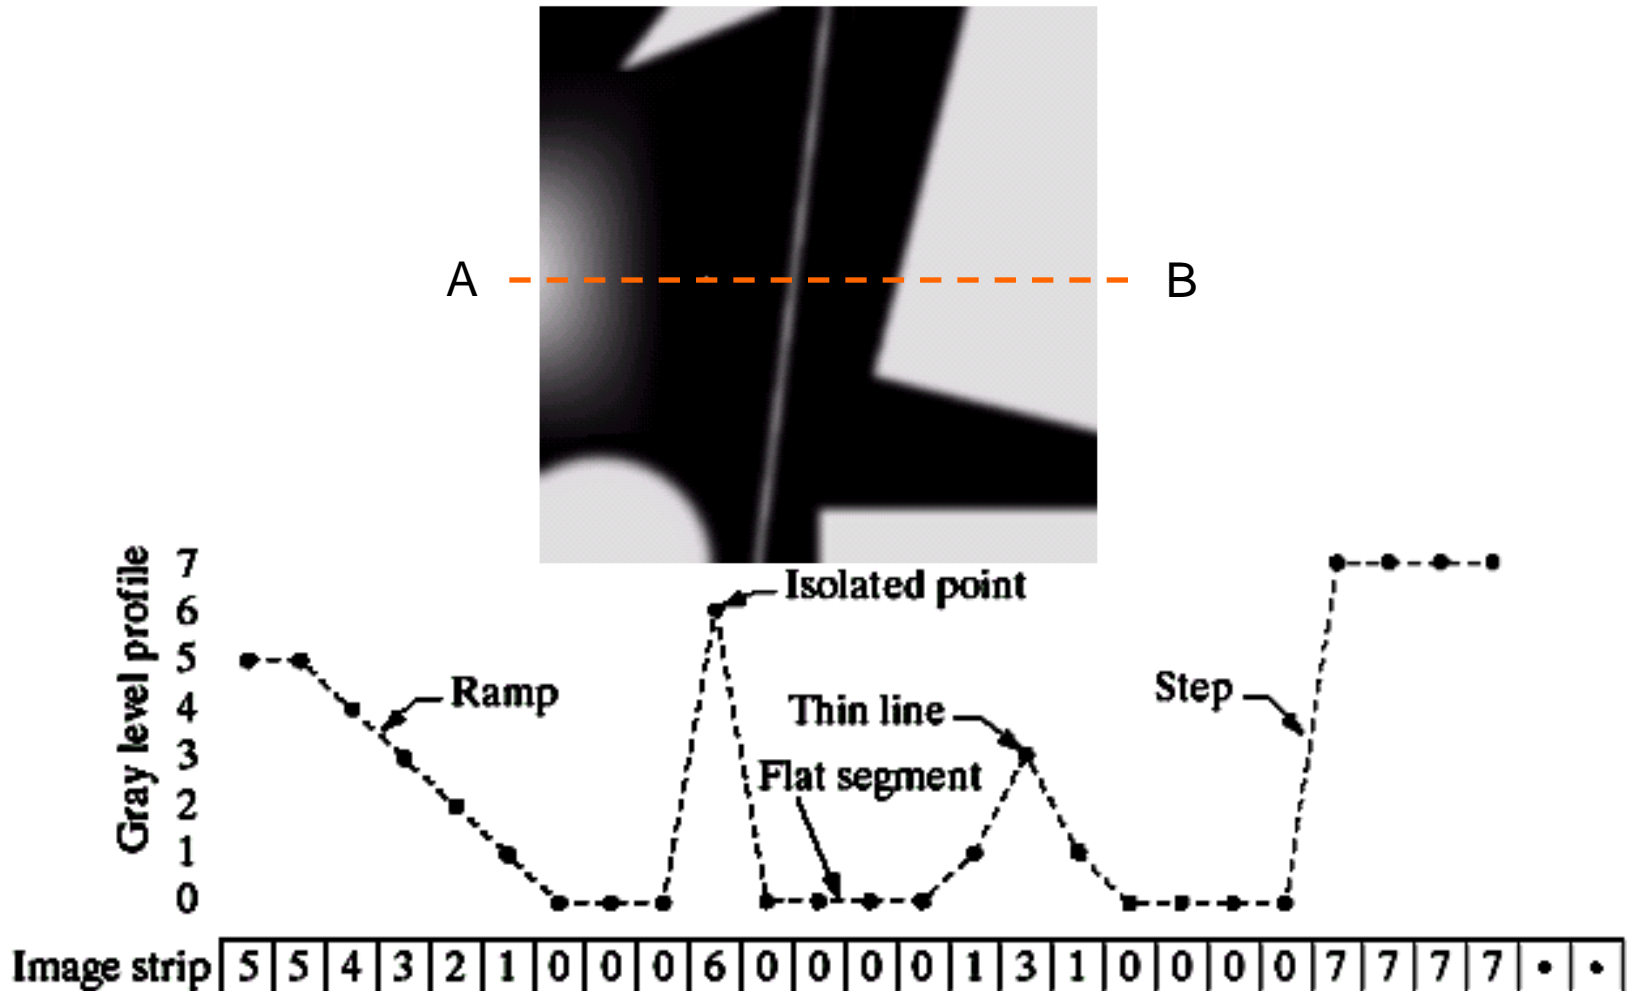 A
B
Gray level profile
7
6
5
4
3
2
1
0
Isolated point
Ramp
Thin line
Flat segment
Step
Image strip 5 5 4 3 2 1 0 0 0 6 0 0 0 0 1 3 1 0 0 0 0 7 7 7 7 • •